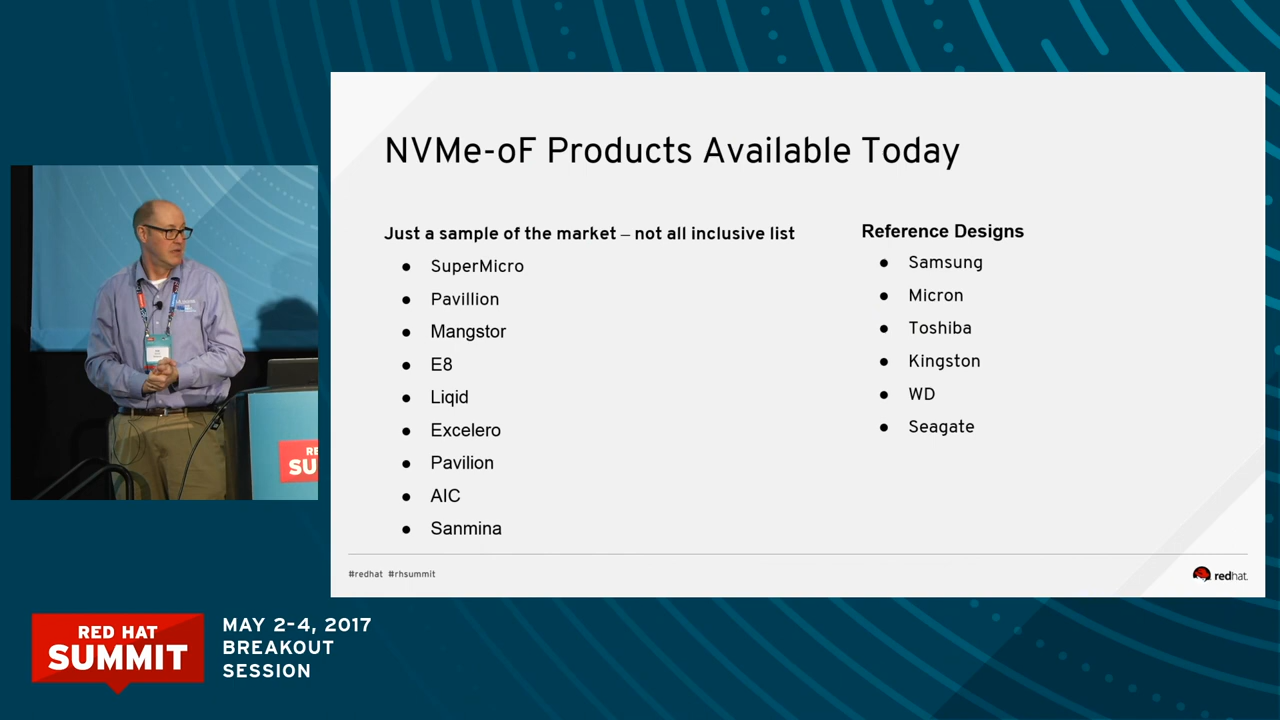 NVMe-oF Products Available Today
Just a sample of the market – not all inclusive list
● SuperMicro
● Pavillion
● Mangstor
● E8
● Liqid
● Excelero
● Pavilion
● AIC
● Sanmina
Reference Designs
● Samsung
● Micron
● Toshiba
● Kingston
● WD
● Seagate
#redhat #rhsummit
redhat.
RE
SU
RED HAT
SUMMIT
MAY 2-4, 2017
BREAKOUT
SESSION